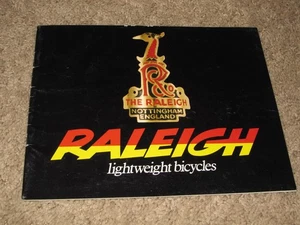 R
THE RALEIGH
NOTTINGHAM
ENGLAND
RALEIGH
lightweight bicycles